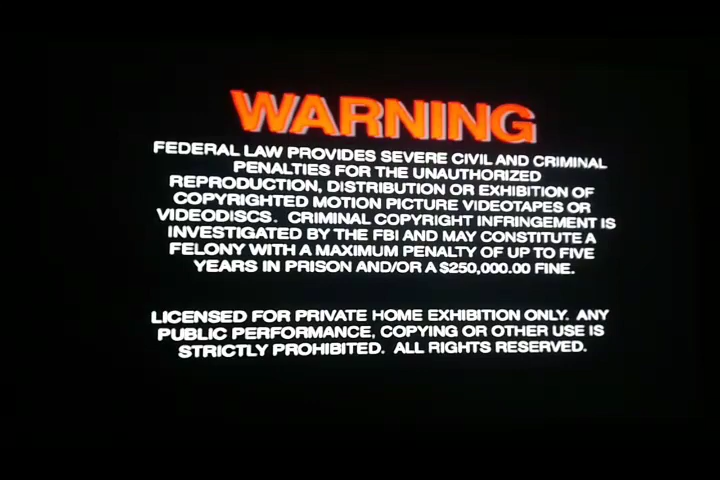 WARNING
FEDERAL LAW PROVIDES SEVERE CIVIL AND CRIMINAL
PENALTIES FOR THE UNAUTHORIZED
REPRODUCTION, DISTRIBUTION OR EXHIBITION OF
COPYRIGHTED MOTION PICTURE VIDEOTAPES OR
VIDEODISCS. CRIMINAL COPYRIGHT INFRINGEMENT IS
INVESTIGATED BY THE FBI AND MAY CONSTITUTE A
FELONY WITH A MAXIMUM PENALTY OF UP TO FIVE
YEARS IN PRISON AND/OR A $250,000.00 FINE.
LICENSED FOR PRIVATE HOME EXHIBITION ONLY. ANY
PUBLIC PERFORMANCE, COPYING OR OTHER USE IS
STRICTLY PROHIBITED. ALL RIGHTS RESERVED.